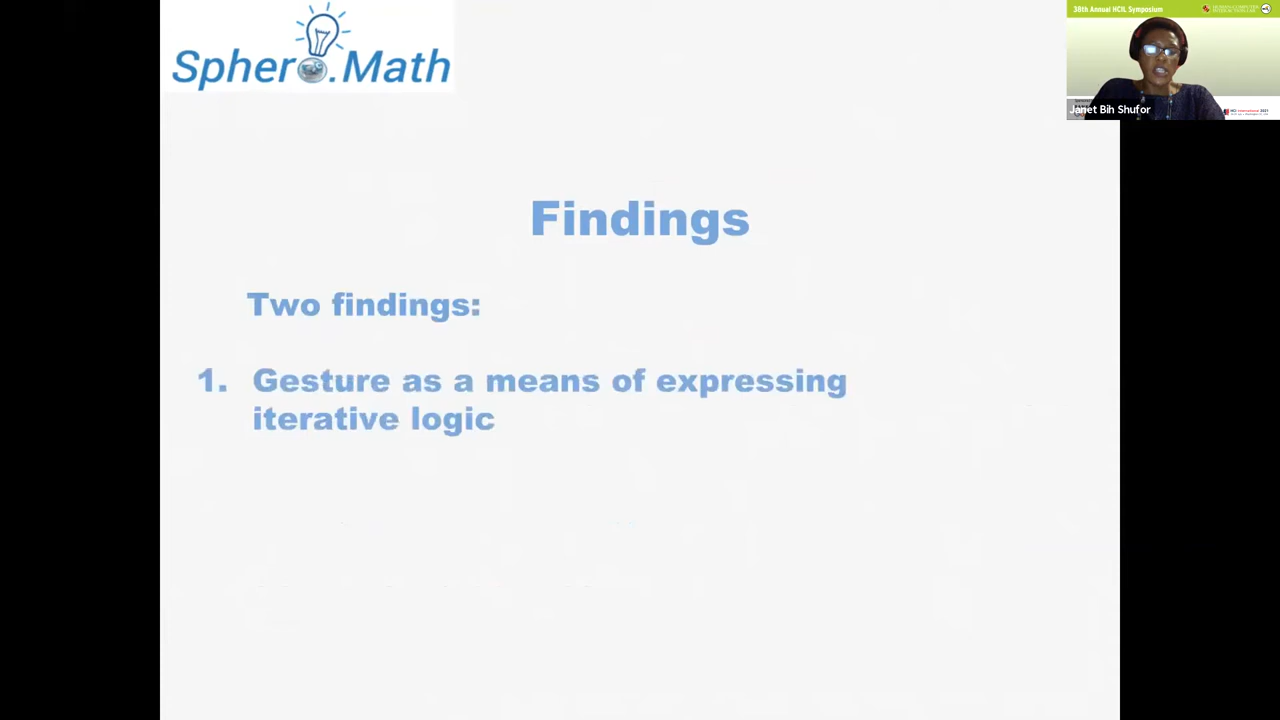 Spher.Math
38th Annual HCIL Symposium
Janet Bih Shufor
Findings
Two findings:
1. Gesture as a means of expressing
iterative logic